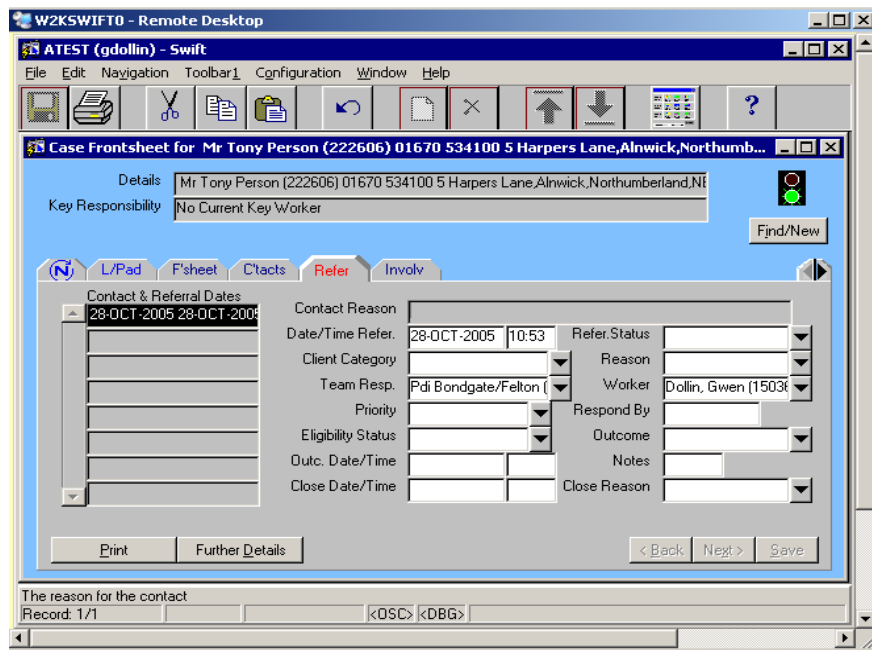 W2KSWIFT0 - Remote Desktop
ATEST (gdollin) - Swift
File Edit Navigation Toolbar1 Configuration Window Help
?
Case Frontsheet for Mr Tony Person (222606) 01670 534100 5 Harpers Lane,Alnwick,Northumb...
Details Mr Tony Person (222606) 01670 534100 5 Harpers Lane,Alnwick,Northumberland,NE
Key Responsibility No Current Key Worker
Find/New
N L/Pad F'sheet C'tacts Refer Involv
Contact & Referral Dates
28-OCT-2005 28-OCT-2005
Contact Reason
Date/Time Refer. 28-OCT-2005 10:53 Refer.Status
Client Category Reason
Team Resp. Pdi Bondgate/Felton ( Worker Dollin, Gwen (15036
Priority Respond By
Eligibility Status Outcome
Outc. Date/Time Notes
Close Date/Time Close Reason
Print Further Details < Back Next > Save
The reason for the contact
Record: 1/1 <OSC> <DBG>